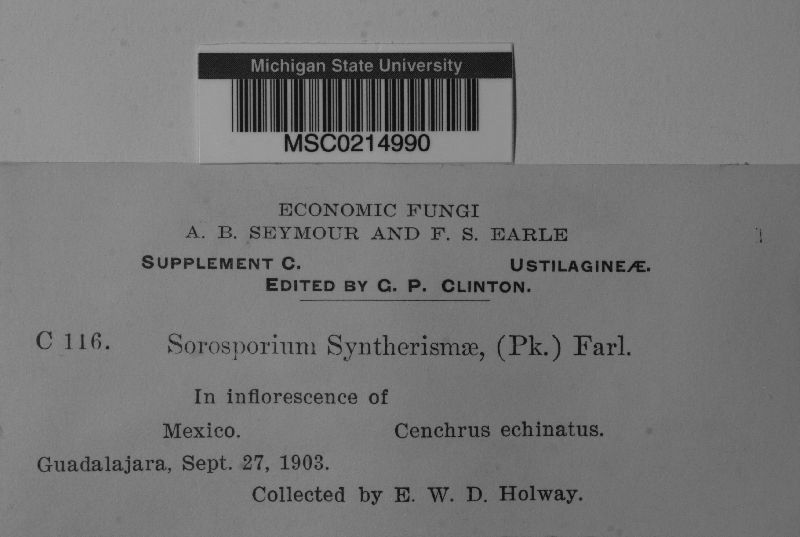 Michigan State University
MSC0214990
ECONOMIC FUNGI
A. B. SEYMOUR AND F. S. EARLE
SUPPLEMENT C. USTILAGINEÆ.
EDITED BY G. P. CLINTON.
C 116. Sorosporium Syntherismæ, (Pk.) Farl.
In inflorescence of
Mexico. Cenchrus echinatus.
Guadalajara, Sept. 27, 1903.
Collected by E. W. D. Holway.